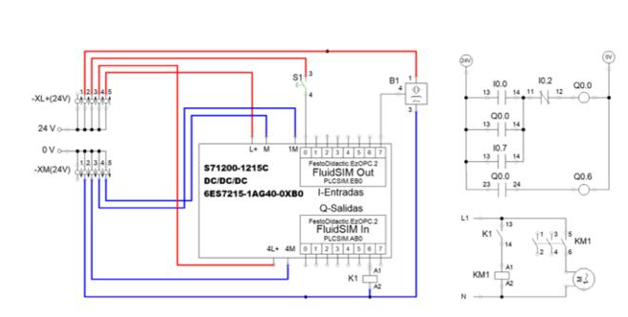 -XL+(24V)
1 2 3 4 5
24 V
0 V
-XM(24V)
1 2 3 4 5
S1
3
4
B1
1
4
3
L+ M 1M 0 1 2 3 4 5 6 7
S71200-1215C
DC/DC/DC
6ES7215-1AG40-0XB0
FestoDidactic.EzOPC.2
FluidSIM Out
PLCSIM.EB0
I-Entradas
Q-Salidas
FestoDidactic.EzOPC.2
FluidSIM In
PLCSIM.AB0
4L+ 4M 0 1 2 3 4 5 6 7
K1
A1
A2
24V
0V
I0.0 I0.2 Q0.0
13 14 11 12
Q0.0
13 14
I0.7
13 14
Q0.0 Q0.6
23 24
L1
K1
13
14
1 3 5
2 4 6
KM1
KM1
A1
A2
M
N